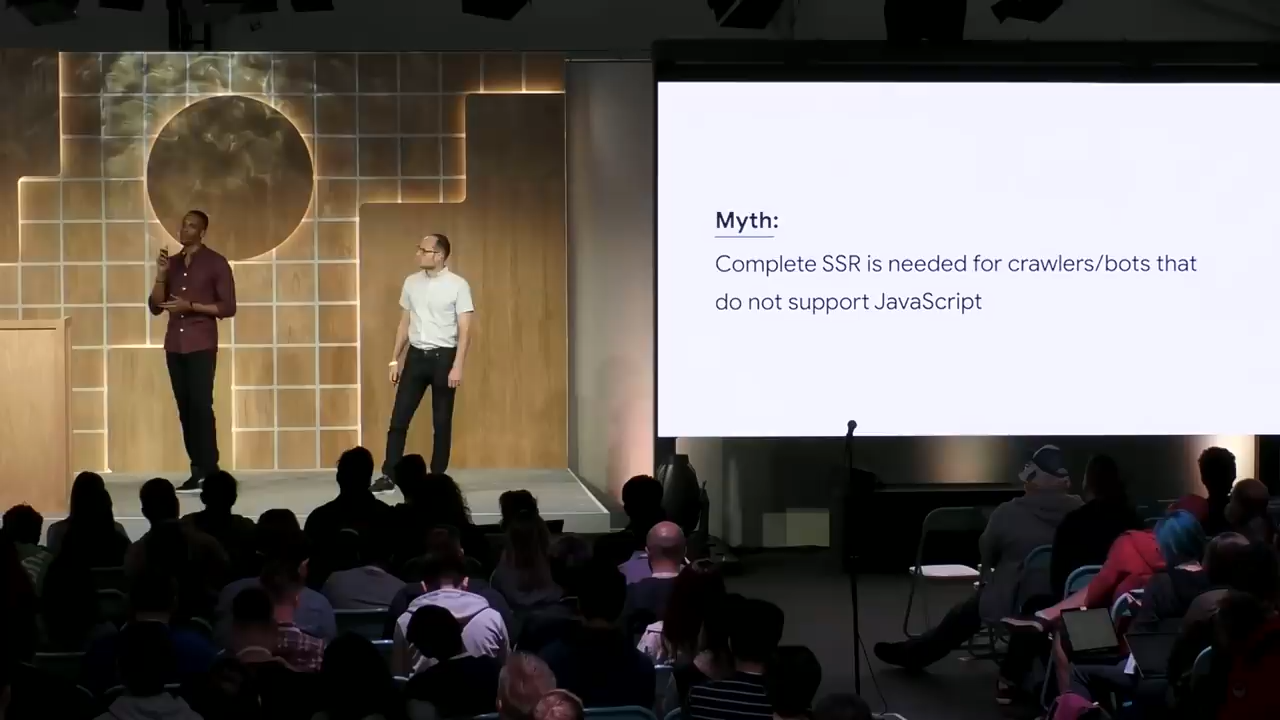 Myth:
Complete SSR is needed for crawlers/bots that
do not support JavaScript